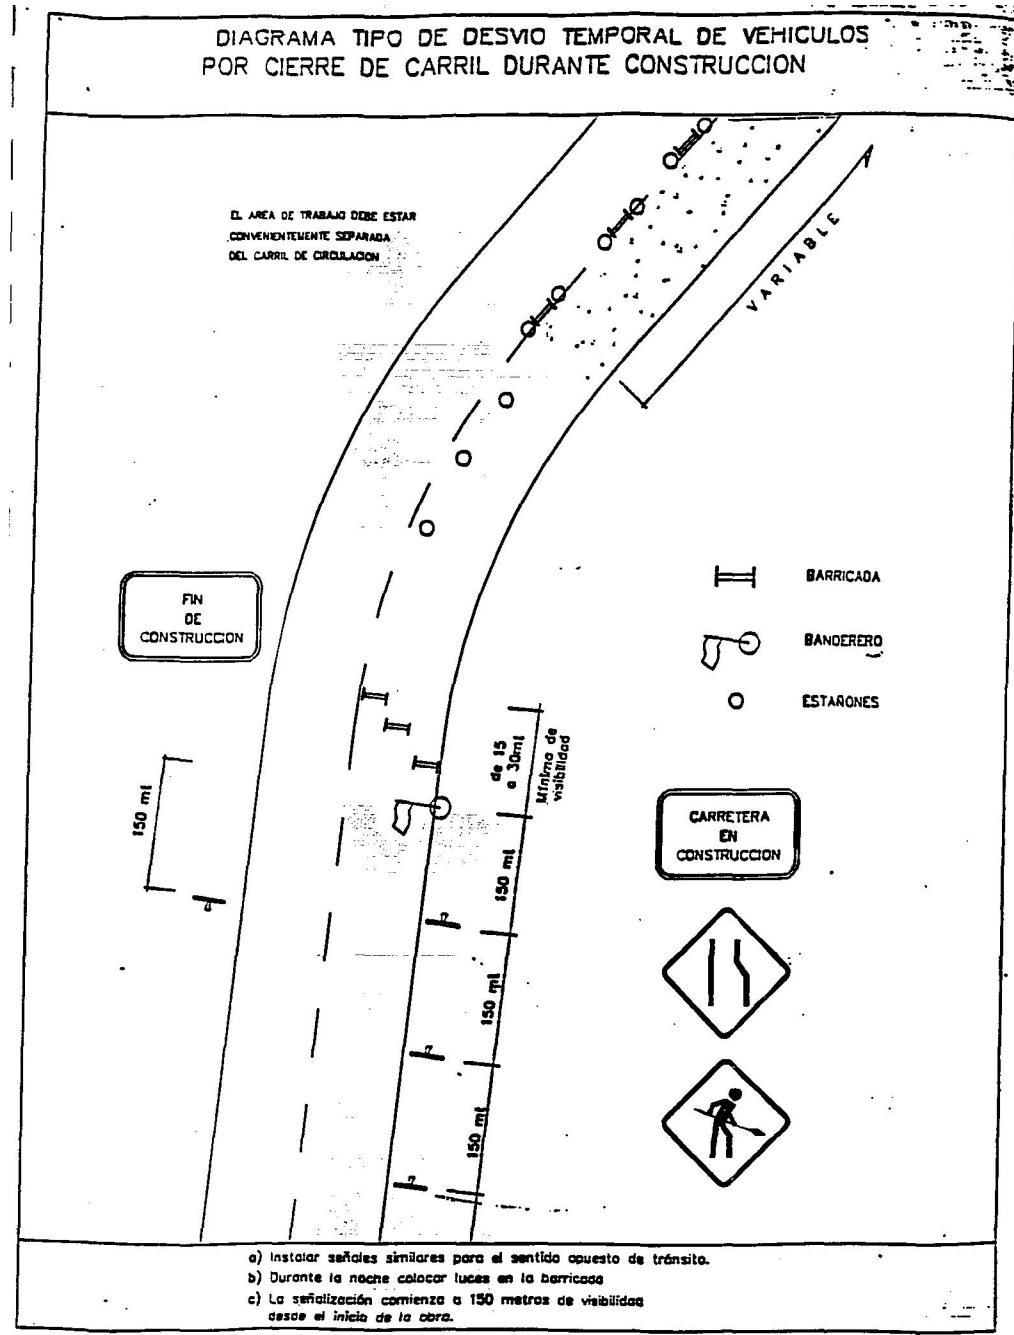 DIAGRAMA TIPO DE DESVIO TEMPORAL DE VEHICULOS
POR CIERRE DE CARRIL DURANTE CONSTRUCCION
EL AREA DE TRABAJO DEBE ESTAR
CONVENIENTEMENTE SEPARADA
DEL CARRIL DE CIRCULACION
VARIABLE
FIN
DE
CONSTRUCCION
BARRICADA
BANDERERO
ESTAÑONES
de 15
a 30mt
Mínima de
visibilidad
150 mt
150 mt
150 mt
150 mt
CARRETERA
EN
CONSTRUCCION
a) Instalar señales similares para el sentido opuesto de tránsito.
b) Durante la noche colocar luces en la barricada
c) La señalización comienza a 150 metros de visibilidad
desde el inicio de la obra.